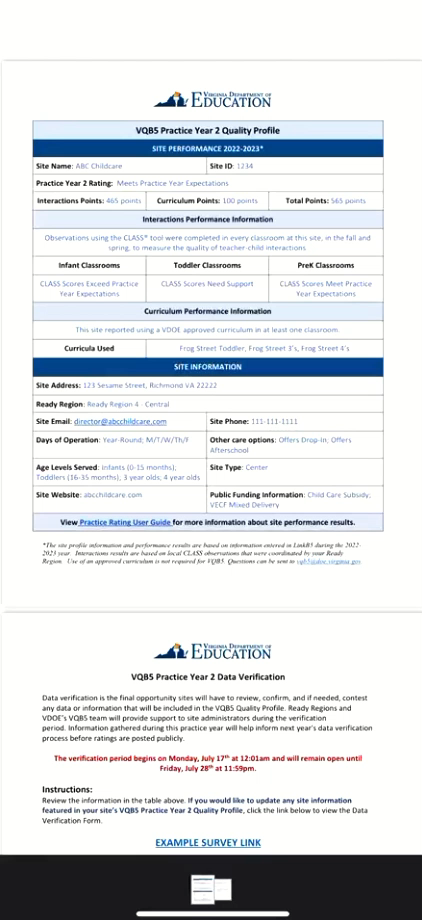 VIRGINIA DEPARTMENT OF
EDUCATION
VQB5 Practice Year 2 Quality Profile
SITE PERFORMANCE 2022-2023*
Site Name: ABC Childcare
Site ID: 1234
Practice Year 2 Rating: Meets Practice Year Expectations
Interactions Points: 465 points
Curriculum Points: 100 points
Total Points: 565 points
Interactions Performance Information
Observations using the CLASS® tool were completed in every classroom at this site, in the fall and
spring, to measure the quality of teacher-child interactions
Infant Classrooms
Toddler Classrooms
PreK Classrooms
CLASS Scores Exceed Practice
Year Expectations
CLASS Scores Need Support
CLASS Scores Meet Practice
Year Expectations
Curriculum Performance Information
This site reported using a VDOE approved curriculum in at least one classroom.
Curricula Used
Frog Street Toddler, Frog Street 3's, Frog Street 4's
SITE INFORMATION
Site Address: 123 Sesame Street, Richmond VA 22222
Ready Region: Ready Region 4 - Central
Site Email: director@abcchildcare.com
Site Phone: 111-111-1111
Days of Operation: Year-Round; M/T/W/Th/F
Other care options: Offers Drop-In; Offers
Afterschool
Age Levels Served: Infants (0-15 months);
Toddlers (16-35 months), 3 year olds; 4 year olds
Site Type: Center
Site Website: abcchildcare.com
Public Funding Information: Child Care Subsidy;
VECF Mixed Delivery
View Practice Rating User Guide for more information about site performance results.
*The site profile information and performance results are based on information entered in LinkB5 during the 2022-
2023 year. Interactions results are based on local CLASS observations that were coordinated by your Ready
Region. Use of an approved curriculum is not required for VQB5. Questions can be sent to vqb5@doe.virginia.gov.
VIRGINIA DEPARTMENT OF
EDUCATION
VQB5 Practice Year 2 Data Verification
Data verification is the final opportunity sites will have to review, confirm, and if needed, contest
any data or information that will be included in the VQB5 Quality Profile. Ready Regions and
VDOE's VQB5 team will provide support to site administrators during the verification
period. Information gathered during this practice year will help inform next year's data verification
process before ratings are posted publicly.
The verification period begins on Monday, July 17th at 12:01am and will remain open until
Friday, July 28th at 11:59pm.
Instructions:
Review the information in the table above. If you would like to update any site information
featured in your site's VQB5 Practice Year 2 Quality Profile, click the link below to view the Data
Verification Form.
EXAMPLE SURVEY LINK